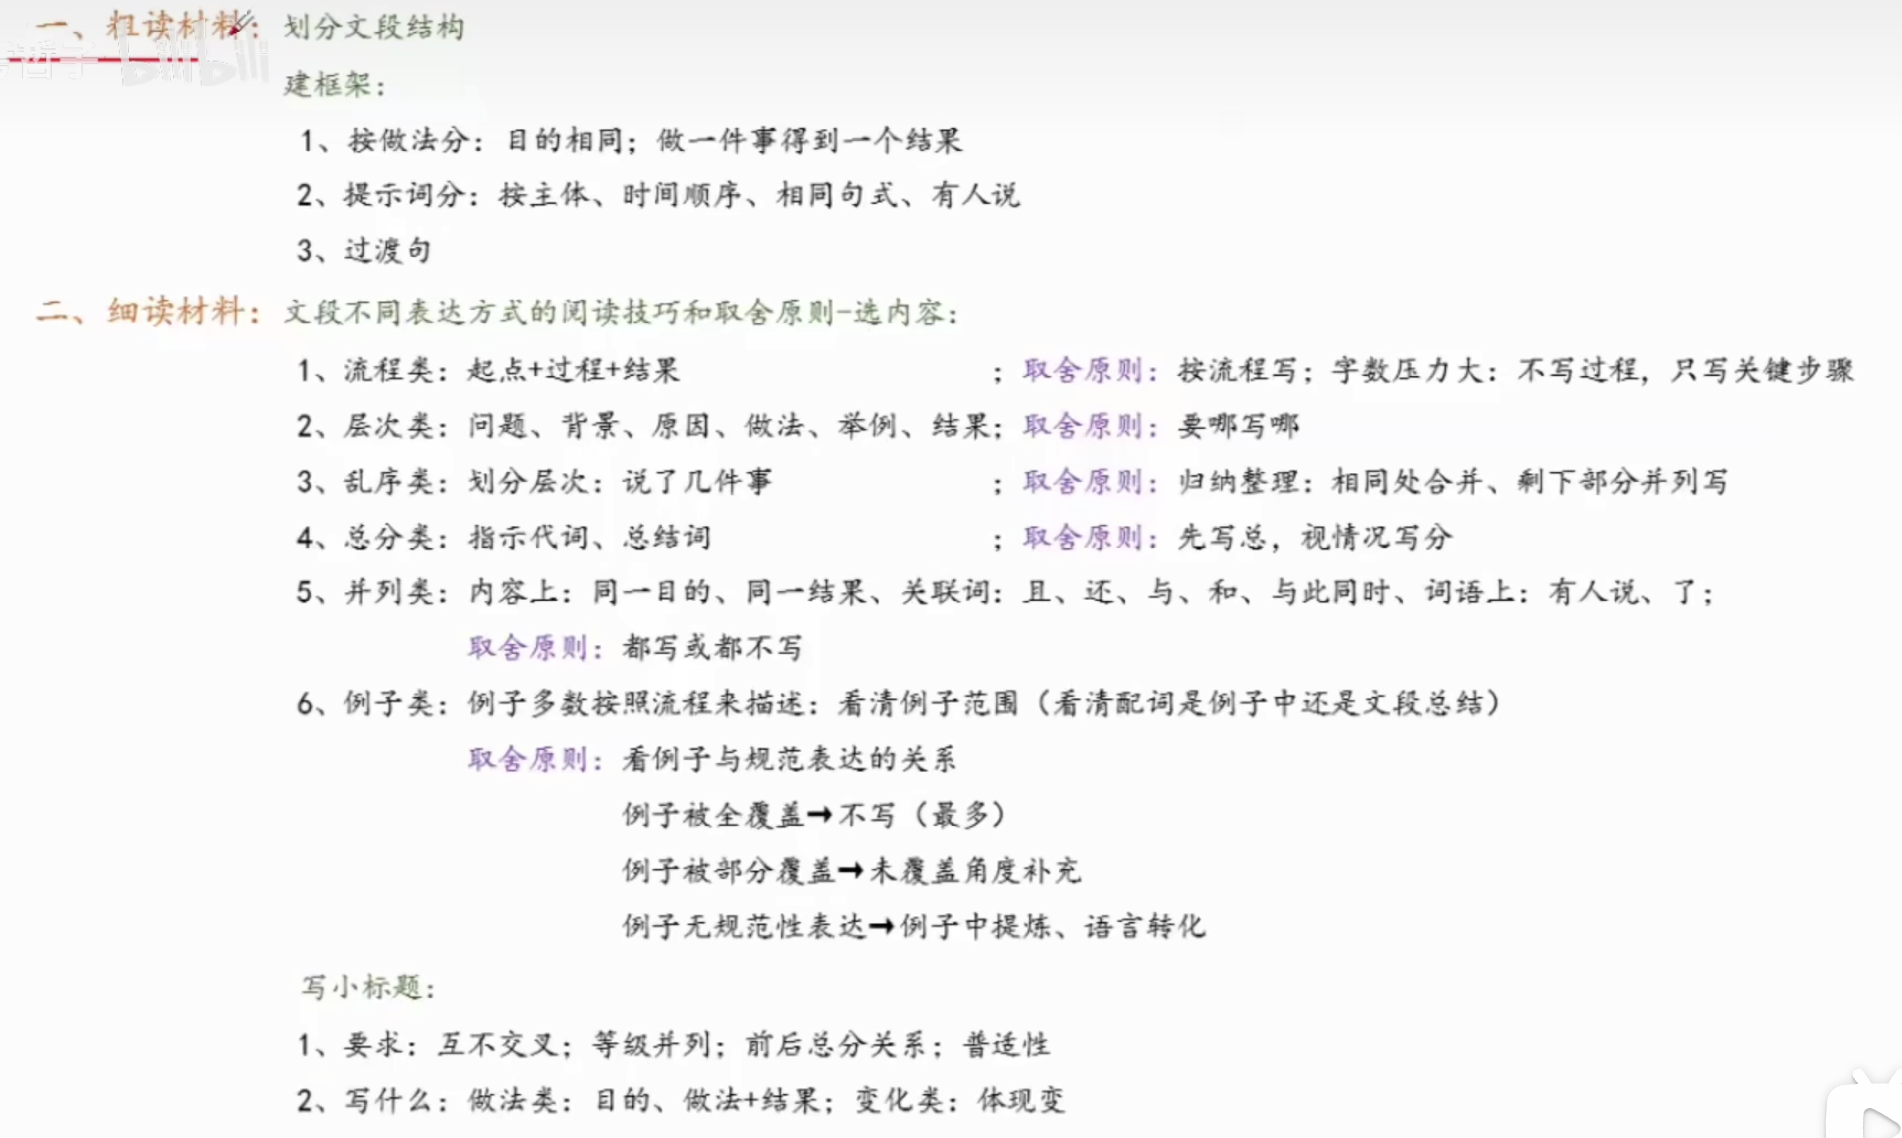 一、粗读材料：划分文段结构
bilibili
建框架：
1、按做法分：目的相同；做一件事得到一个结果
2、提示词分：按主体、时间顺序、相同句式、有人说
3、过渡句
二、细读材料：文段不同表达方式的阅读技巧和取舍原则-选内容：
1、流程类：起点+过程+结果 ；取舍原则：按流程写；字数压力大：不写过程，只写关键步骤
2、层次类：问题、背景、原因、做法、举例、结果；取舍原则：要哪写哪
3、乱序类：划分层次：说了几件事 ；取舍原则：归纳整理：相同处合并、剩下部分并列写
4、总分类：指示代词、总结词 ；取舍原则：先写总，视情况写分
5、并列类：内容上：同一目的、同一结果、关联词：且、还、与、和、与此同时、词语上：有人说、了；
取舍原则：都写或都不写
6、例子类：例子多数按照流程来描述：看清例子范围（看清配词是例子中还是文段总结）
取舍原则：看例子与规范表达的关系
例子被全覆盖→不写（最多）
例子被部分覆盖→未覆盖角度补充
例子无规范性表达→例子中提炼、语言转化
写小标题：
1、要求：互不交叉；等级并列；前后总分关系；普适性
2、写什么：做法类：目的、做法+结果；变化类：体现变